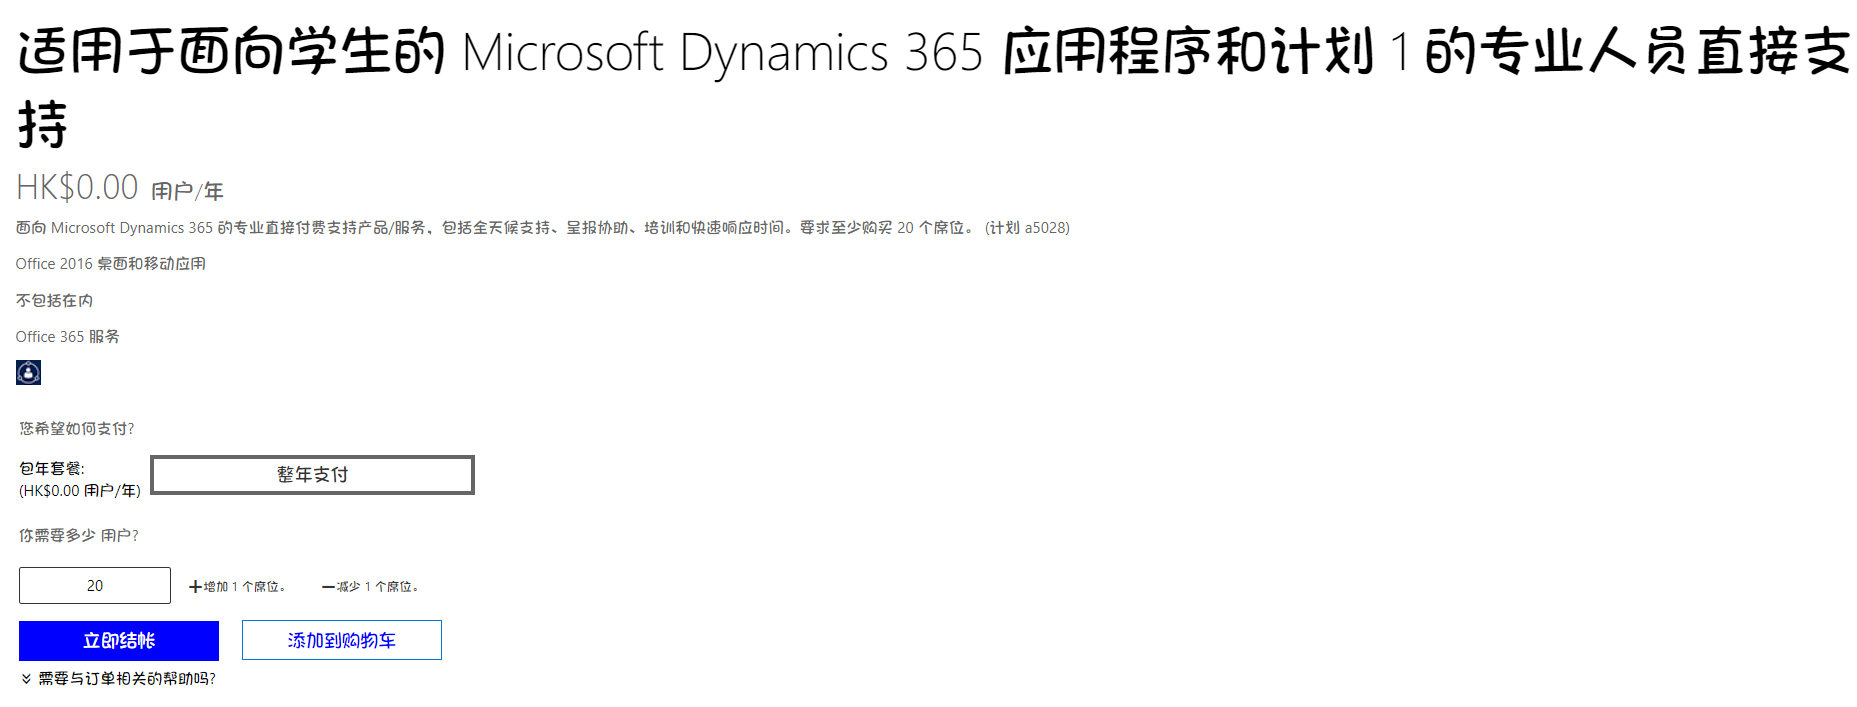 适用于面向学生的 Microsoft Dynamics 365 应用程序和计划 1 的专业人员直接支
持
HK$0.00 用户/年
面向 Microsoft Dynamics 365 的专业直接付费支持产品/服务，包括全天候支持、呈报协助、培训和快速响应时间。要求至少购买 20 个席位。 (计划 a5028)
Office 2016 桌面和移动应用
不包括在内
Office 365 服务
您希望如何支付?
包年套餐:
(HK$0.00 用户/年)
整年支付
你需要多少 用户?
20 +增加 1 个席位。 —减少 1 个席位。
立即结帐 添加到购物车
需要与订单相关的帮助吗?